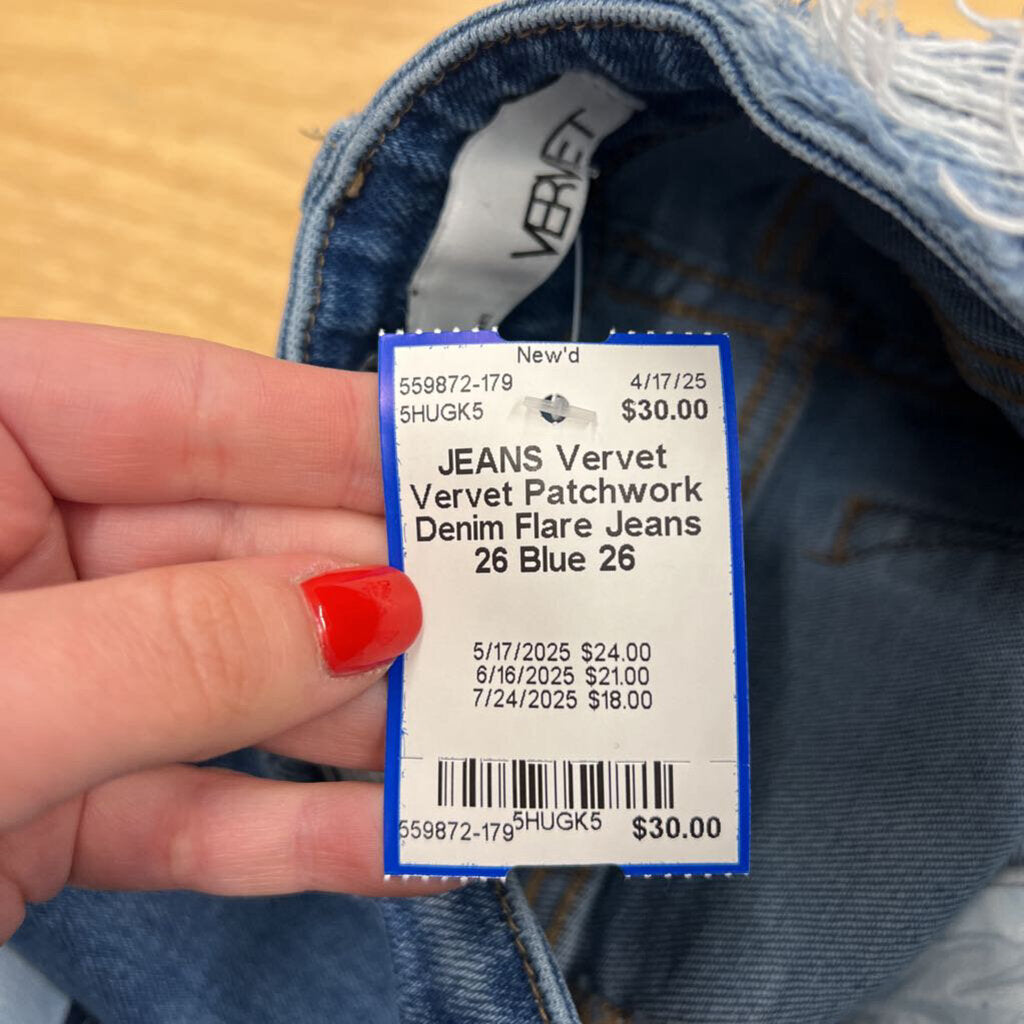 VERVET
New'd
559872-179 4/17/25
5HUGK5 $30.00
JEANS Vervet
Vervet Patchwork
Denim Flare Jeans
26 Blue 26
5/17/2025 $24.00
6/16/2025 $21.00
7/24/2025 $18.00
559872-179 5HUGK5 $30.00